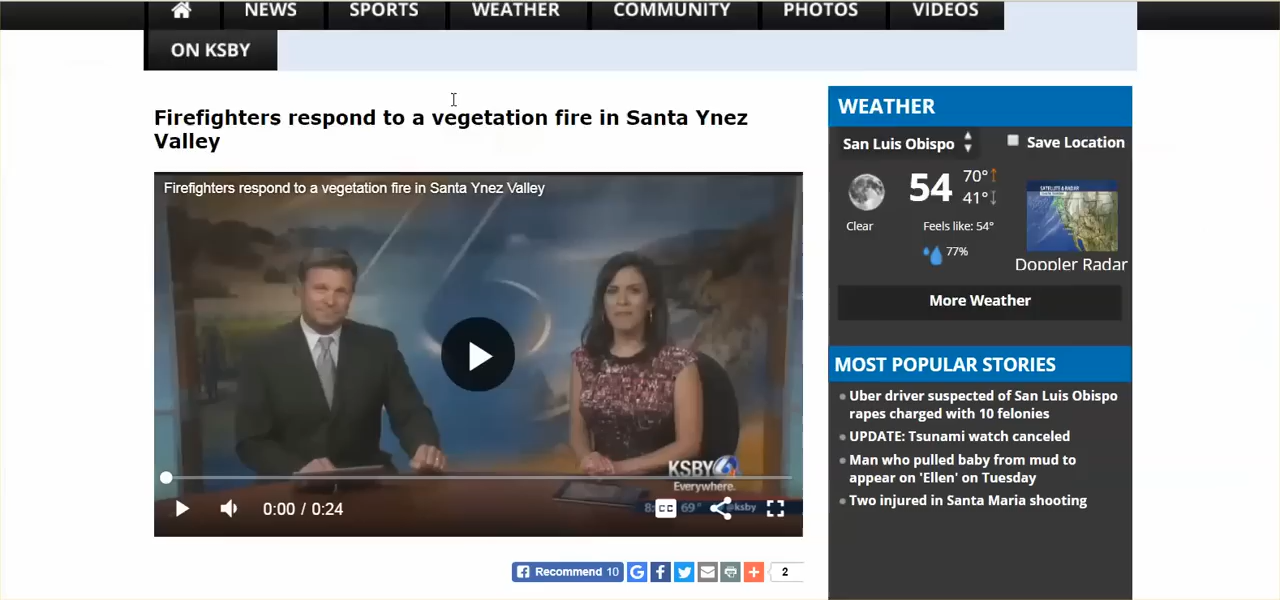 NEWS SPORTS WEATHER COMMUNITY PHOTOS VIDEOS
ON KSBY
Firefighters respond to a vegetation fire in Santa Ynez
Valley
Firefighters respond to a vegetation fire in Santa Ynez Valley
KSBY 6
Everywhere.
69° @ksby
0:00 / 0:24
CC
Recommend 10
2
WEATHER
San Luis Obispo
Save Location
54
70°
41°
Clear
Feels like: 54°
77%
SATELLITE & RADAR
Doppler Radar
More Weather
MOST POPULAR STORIES
Uber driver suspected of San Luis Obispo
rapes charged with 10 felonies
UPDATE: Tsunami watch canceled
Man who pulled baby from mud to
appear on 'Ellen' on Tuesday
Two injured in Santa Maria shooting